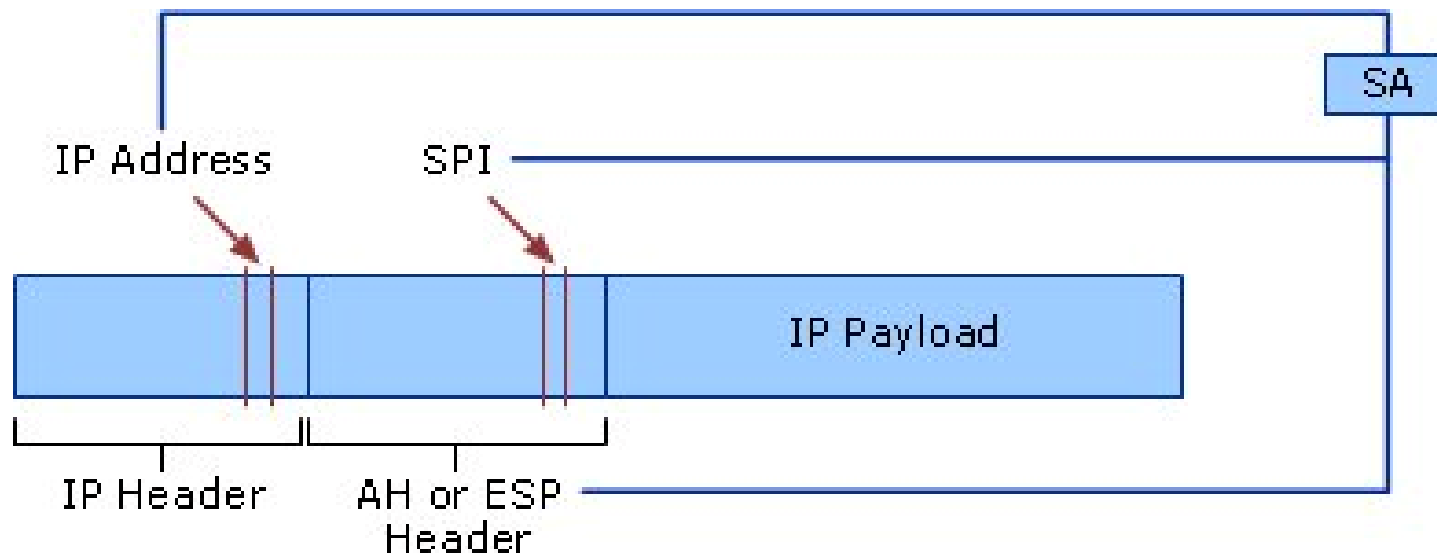 SA
IP Address
SPI
IP Payload
IP Header
AH or ESP
Header